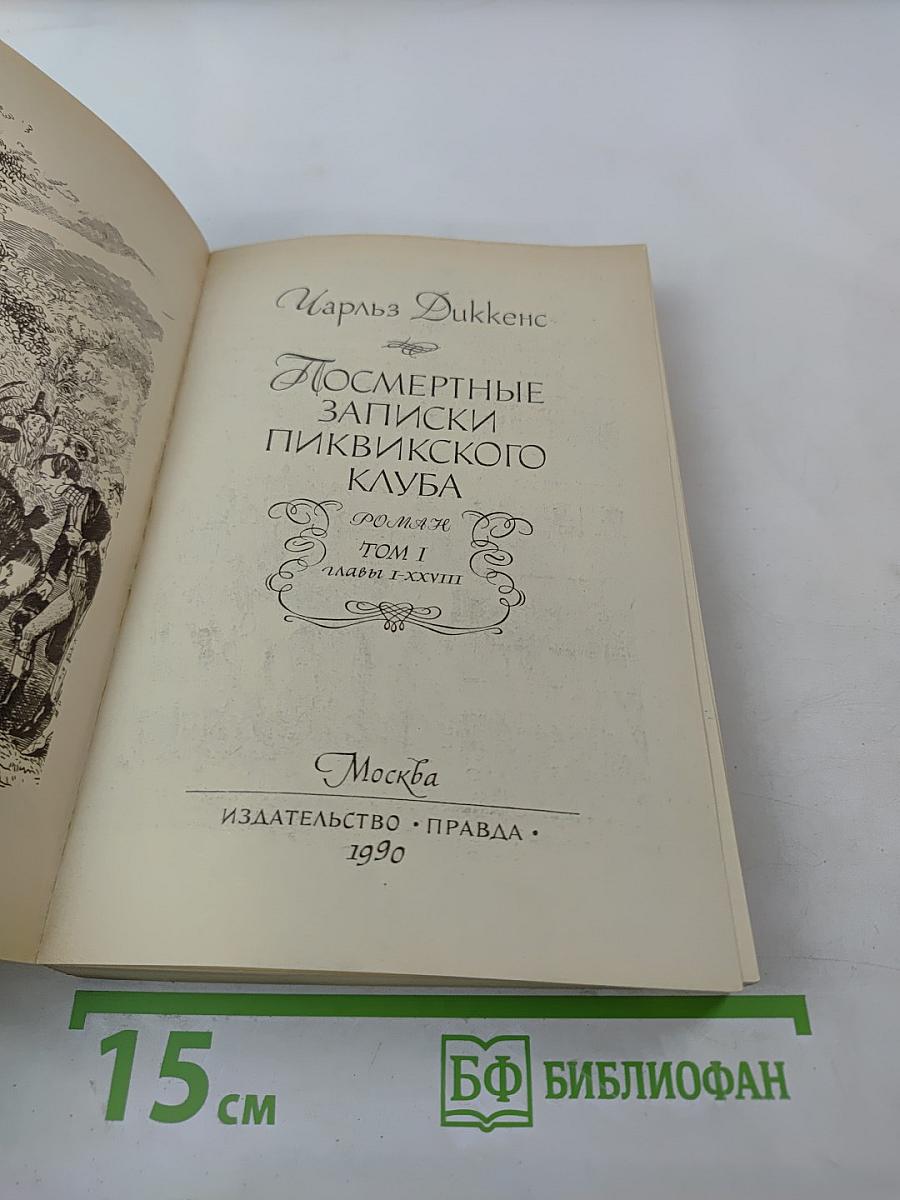 Чарльз Диккенс
Посмертные
записки
Пиквикского
клуба
роман
том I
главы I-XXVIII
Москва
ИЗДАТЕЛЬСТВО • ПРАВДА •
1990
15 см
БФ БИБЛИОФАН